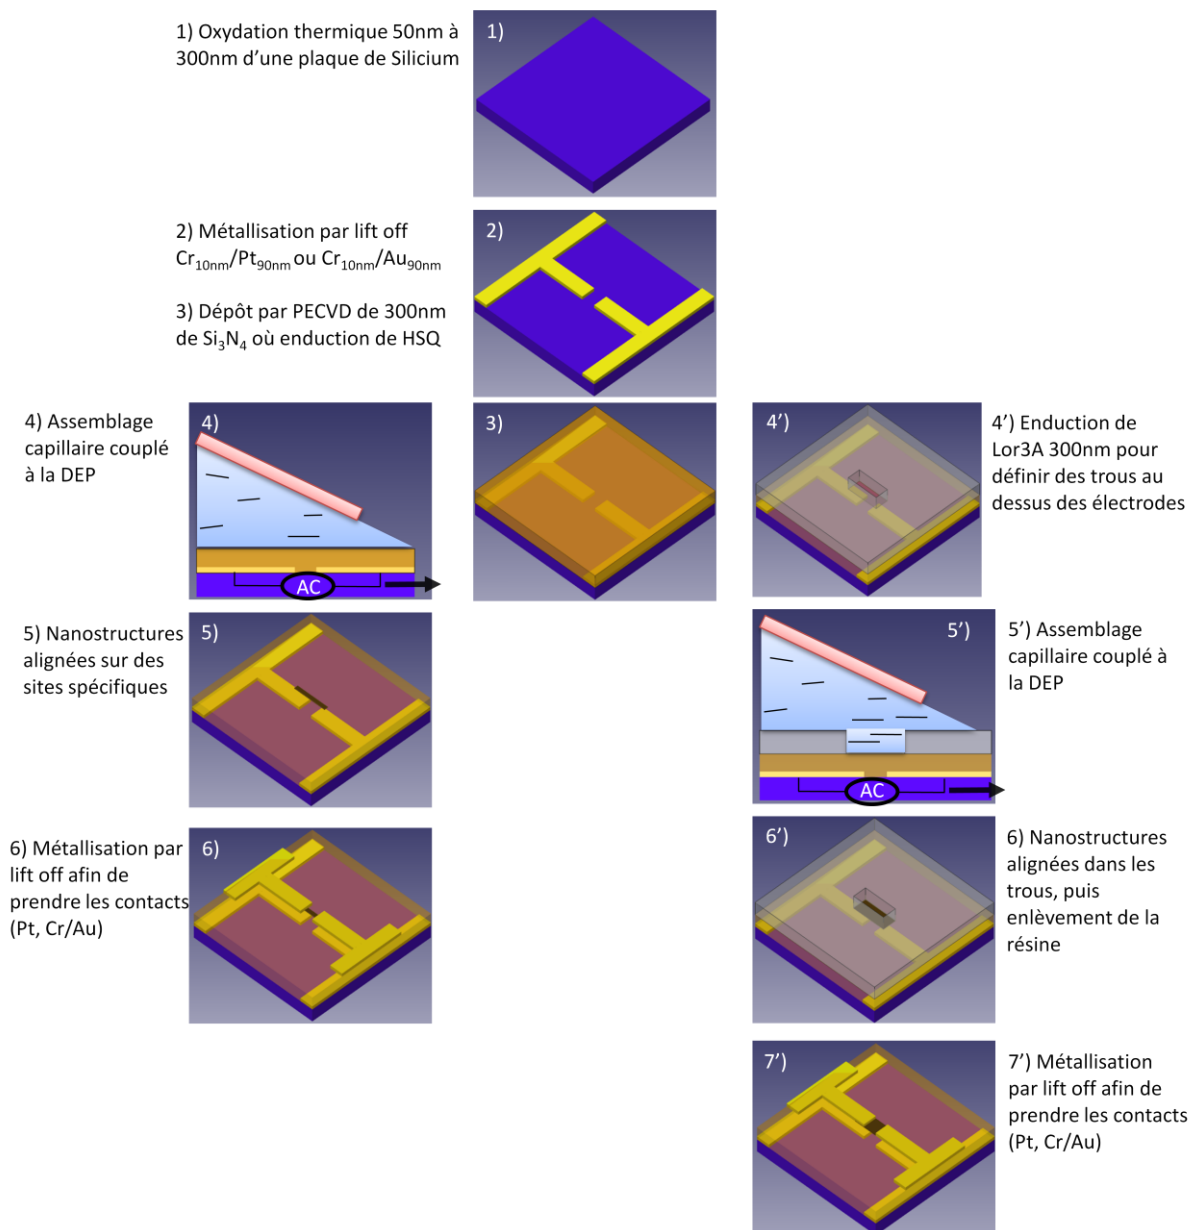 1) Oxydation thermique 50nm à
300nm d'une plaque de Silicium
1)
2) Métallisation par lift off
Cr10nm/Pt90nm ou Cr10nm/Au90nm
2)
3) Dépôt par PECVD de 300nm
de Si3N4 où enduction de HSQ
3)
4) Assemblage
capillaire couplé
à la DEP
4)
AC
4') Enduction de
Lor3A 300nm pour
définir des trous au
dessus des électrodes
4')
5) Nanostructures
alignées sur des
sites spécifiques
5)
5') Assemblage
capillaire couplé à
la DEP
5')
AC
6) Métallisation par
lift off afin de
prendre les contacts
(Pt, Cr/Au)
6)
6) Nanostructures
alignées dans les
trous, puis
enlèvement de la
résine
6')
7') Métallisation
par lift off afin de
prendre les contacts
(Pt, Cr/Au)
7')